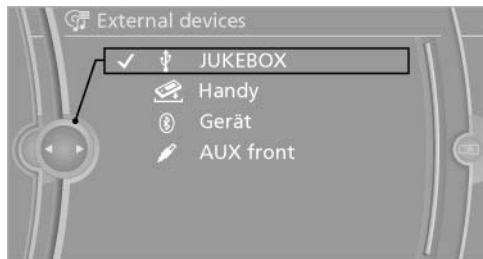 External devices
JUKEBOX
Handy
Gerät
AUX front